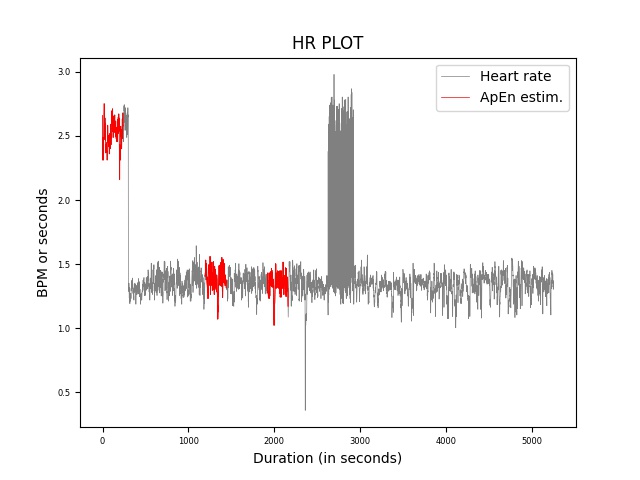 HR PLOT
Heart rate
ApEn estim.
BPM or seconds
3.0
2.5
2.0
1.5
1.0
0.5
0 1000 2000 3000 4000 5000
Duration (in seconds)